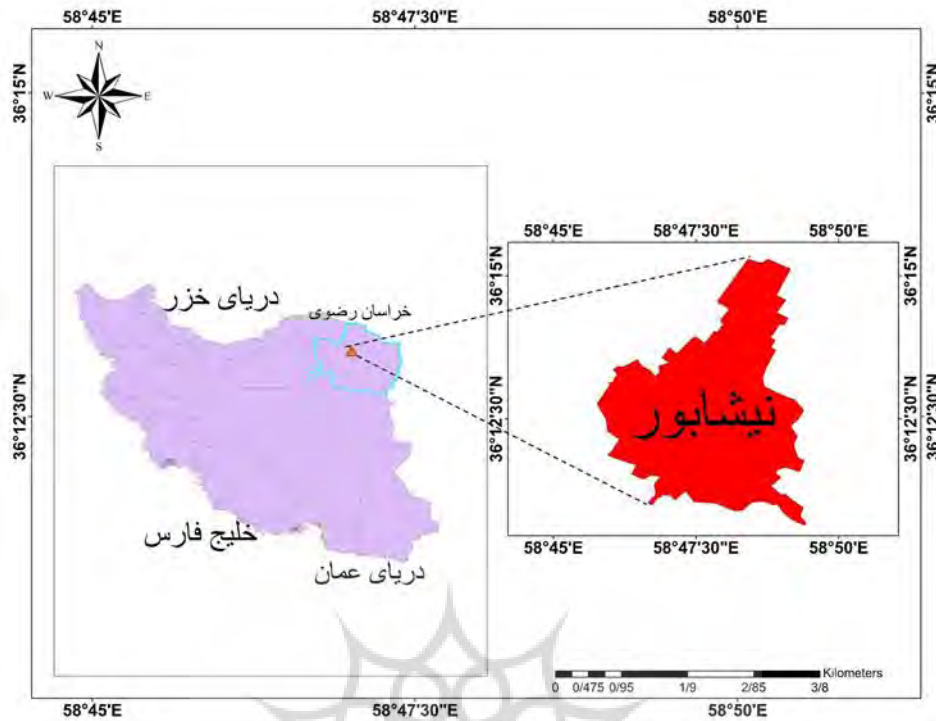 58°45'E 58°47'30"E 58°50'E
36°15'N 36°15'N
N
W E
S
58°45'E 58°47'30"E 58°50'E
36°15'N 36°15'N
دریای خزر
خراسان رضوی
نیشابور
36°12'30"N 36°12'30"N 36°12'30"N 36°12'30"N
خلیج فارس
دریای عمان
58°45'E 58°47'30"E 58°50'E
Kilometers
0 0/475 0/95 1/9 2/85 3/8
58°45'E 58°47'30"E 58°50'E